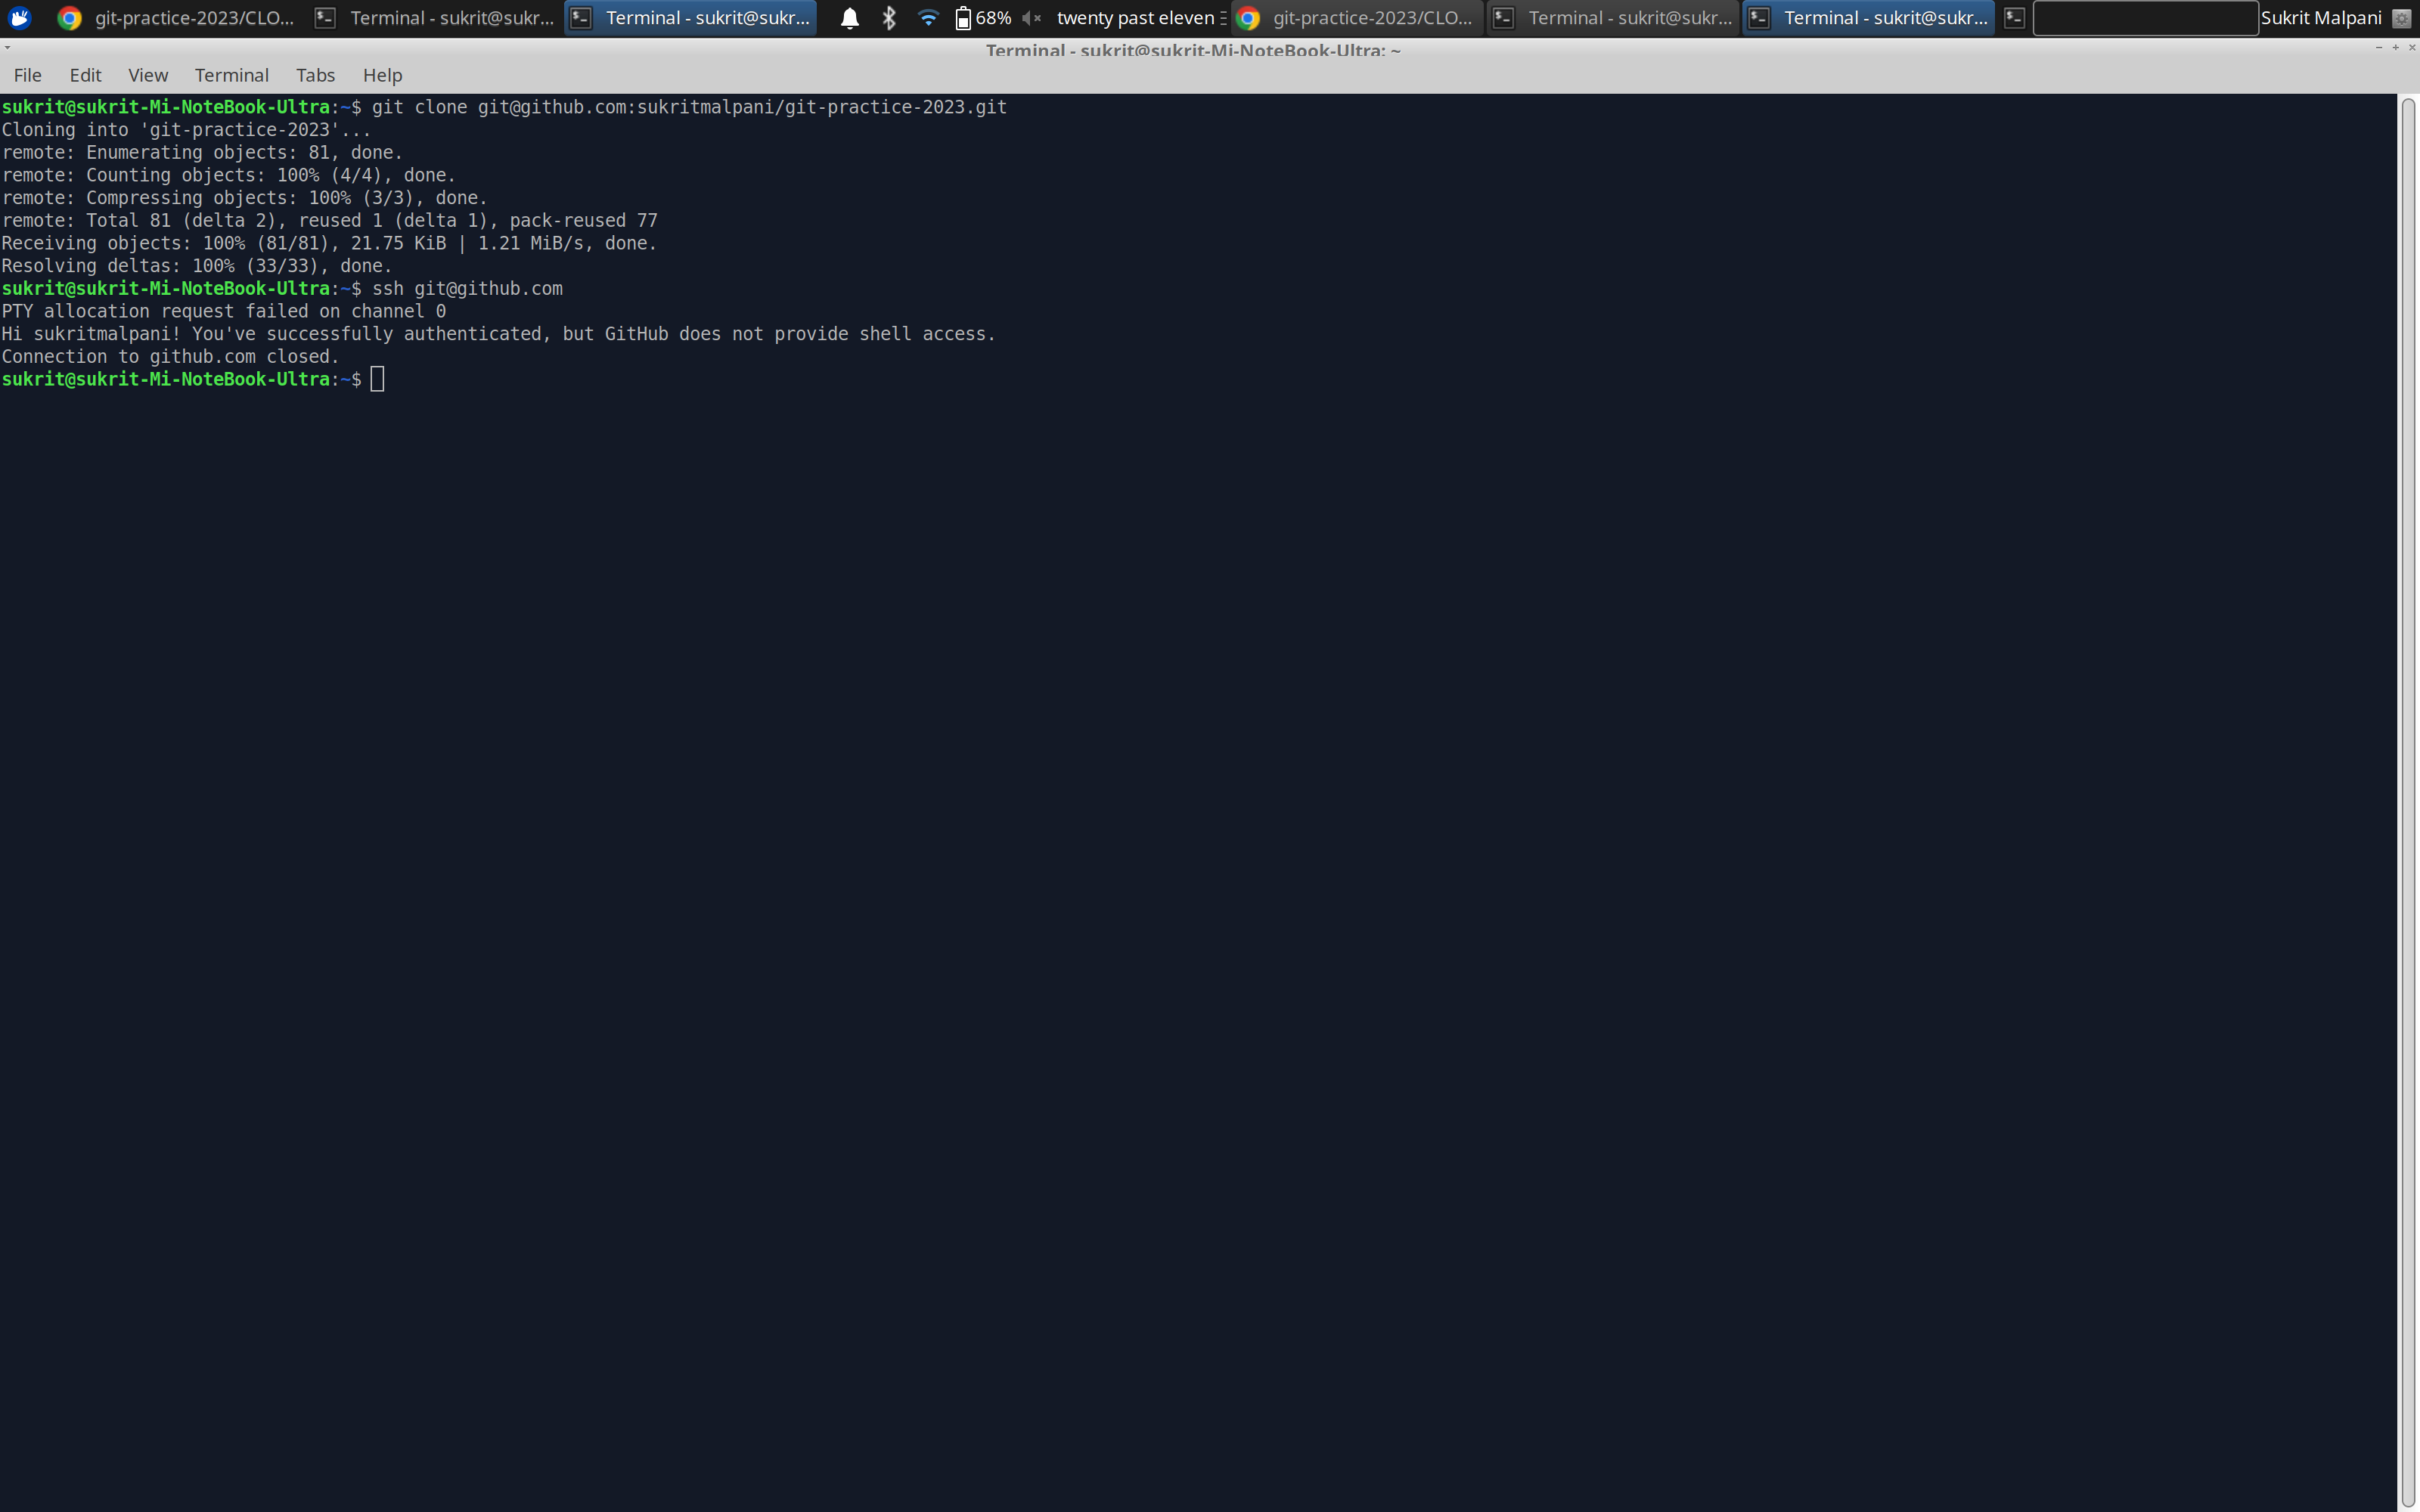 git-practice-2023/CLO... Terminal - sukrit@sukr... Terminal - sukrit@sukr... 68% twenty past eleven git-practice-2023/CLO... Terminal - sukrit@sukr... Terminal - sukrit@sukr... Sukrit Malpani
Terminal - sukrit@sukrit-Mi-NoteBook-Ultra: ~
File Edit View Terminal Tabs Help
sukrit@sukrit-Mi-NoteBook-Ultra:~$ git clone git@github.com:sukritmalpani/git-practice-2023.git
Cloning into 'git-practice-2023'...
remote: Enumerating objects: 81, done.
remote: Counting objects: 100% (4/4), done.
remote: Compressing objects: 100% (3/3), done.
remote: Total 81 (delta 2), reused 1 (delta 1), pack-reused 77
Receiving objects: 100% (81/81), 21.75 KiB | 1.21 MiB/s, done.
Resolving deltas: 100% (33/33), done.
sukrit@sukrit-Mi-NoteBook-Ultra:~$ ssh git@github.com
PTY allocation request failed on channel 0
Hi sukritmalpani! You've successfully authenticated, but GitHub does not provide shell access.
Connection to github.com closed.
sukrit@sukrit-Mi-NoteBook-Ultra:~$